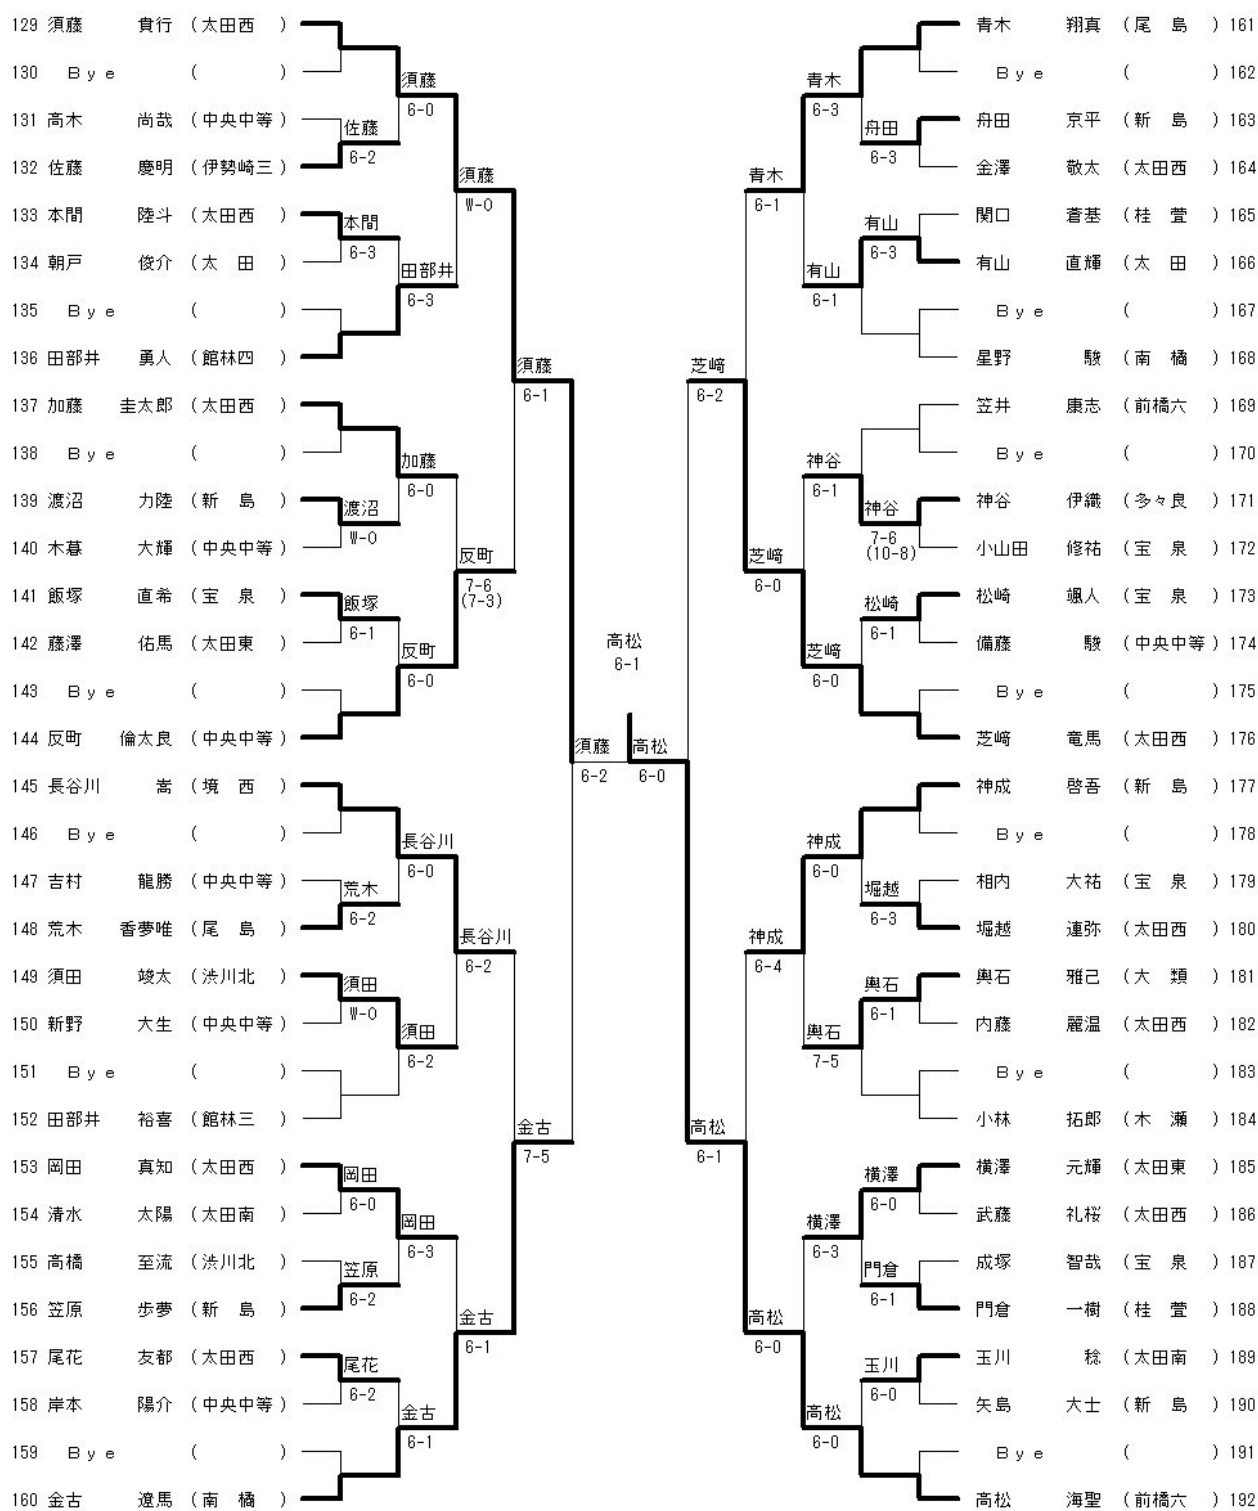 129 須藤 貴行 (太田西)
130 Bye ( )
131 高木 尚哉 (中央中等)
132 佐藤 慶明 (伊勢崎三)
133 本間 陸斗 (太田西)
134 朝戸 俊介 (太 田)
135 Bye ( )
136 田部井 勇人 (館林四)
137 加藤 圭太郎 (太田西)
138 Bye ( )
139 渡沼 力陸 (新 島)
140 木暮 大輝 (中央中等)
141 飯塚 直希 (宝 泉)
142 藤澤 佑馬 (太田東)
143 Bye ( )
144 反町 倫太良 (中央中等)
145 長谷川 嵩 (境 西)
146 Bye ( )
147 吉村 龍勝 (中央中等)
148 荒木 香夢唯 (尾 島)
149 須田 竣太 (渋川北)
150 新野 大生 (中央中等)
151 Bye ( )
152 田部井 裕喜 (館林三)
153 岡田 真知 (太田西)
154 清水 太陽 (太田南)
155 高橋 至流 (渋川北)
156 笠原 歩夢 (新 島)
157 尾花 友都 (太田西)
158 岸本 陽介 (中央中等)
159 Bye ( )
160 金古 遼馬 (南 橘)
佐藤
6-2
本間
6-3
渡沼
W-0
飯塚
6-1
荒木
6-2
須田
W-0
岡田
6-0
笠原
6-2
尾花
6-2
須藤
6-0
田部井
6-3
加藤
6-0
反町
6-0
長谷川
6-0
須田
6-2
岡田
6-3
金古
6-1
須藤
W-0
反町
7-6
(7-3)
長谷川
6-2
金古
6-1
須藤
6-1
金古
7-5
須藤
6-2
高松
6-1
高松
6-0
芝﨑
6-2
高松
6-1
青木
6-1
芝﨑
6-0
神成
6-4
高松
6-0
青木
6-3
有山
6-1
神谷
6-1
芝﨑
6-0
神成
6-0
輿石
7-5
横澤
6-3
高松
6-0
舟田
6-3
有山
6-3
神谷
7-6
(10-8)
松崎
6-1
堀越
6-3
輿石
6-1
横澤
6-0
門倉
6-1
玉川
6-0
青木 翔真 (尾 島) 161
Bye ( ) 162
舟田 京平 (新 島) 163
金澤 敬太 (太田西) 164
関口 蒼基 (桂 萱) 165
有山 直輝 (太 田) 166
Bye ( ) 167
星野 駿 (南 橘) 168
笠井 康志 (前橋六) 169
Bye ( ) 170
神谷 伊織 (多々良) 171
小山田 修祐 (宝 泉) 172
松崎 颯人 (宝 泉) 173
備藤 駿 (中央中等) 174
Bye ( ) 175
芝﨑 竜馬 (太田西) 176
神成 啓吾 (新 島) 177
Bye ( ) 178
相内 大祐 (宝 泉) 179
堀越 連弥 (太田西) 180
輿石 雅己 (大 類) 181
内藤 麗温 (太田西) 182
Bye ( ) 183
小林 拓郎 (木 瀬) 184
横澤 元輝 (太田東) 185
武藤 礼桜 (太田西) 186
成塚 智哉 (宝 泉) 187
門倉 一樹 (桂 萱) 188
玉川 稔 (太田南) 189
矢島 大士 (新 島) 190
Bye ( ) 191
高松 海聖 (前橋六) 192